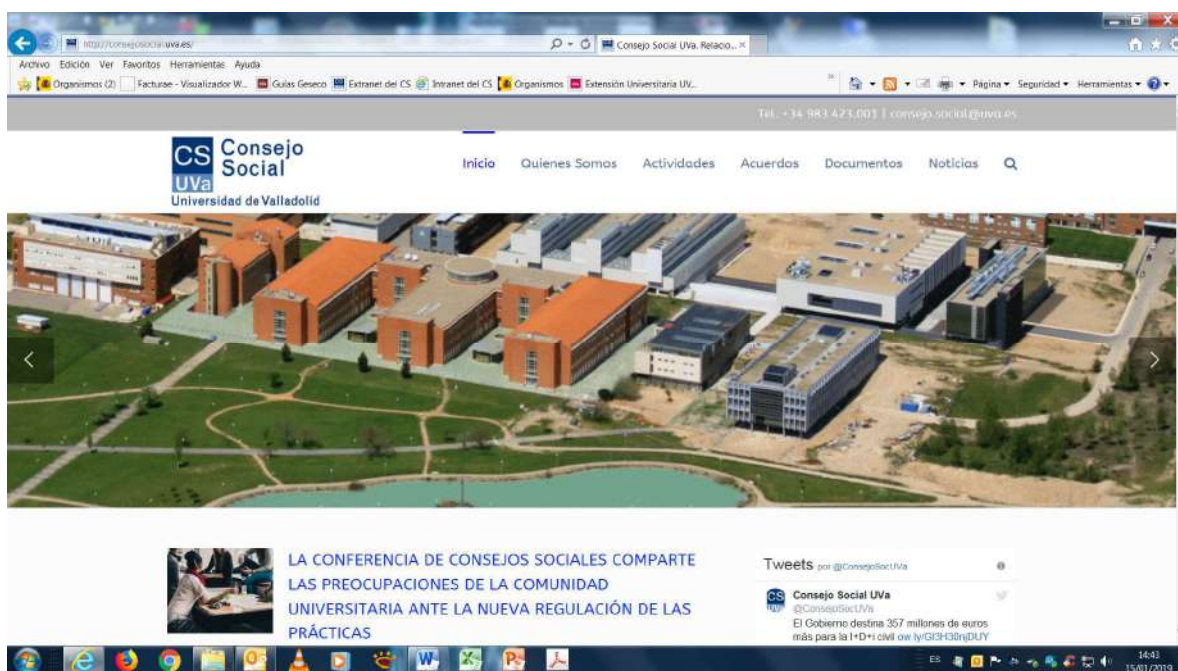 http://consejosocial.uva.es/
Consejo Social UVa. Relacio...
Archivo Edición Ver Favoritos Herramientas Ayuda
Organismos (2) Facturae - Visualizador W... Guías Geseco Extranet del CS Intranet del CS Organismos Extensión Universitaria UV...
Página Seguridad Herramientas
Tel. +34 983 423 001 | consejo.social@uva.es
CS Consejo
Social
UVa
Universidad de Valladolid
Inicio Quienes Somos Actividades Acuerdos Documentos Noticias
LA CONFERENCIA DE CONSEJOS SOCIALES COMPARTE
LAS PREOCUPACIONES DE LA COMUNIDAD
UNIVERSITARIA ANTE LA NUEVA REGULACIÓN DE LAS
PRÁCTICAS
Tweets por @ConsejoSocUVa
Consejo Social UVa
@ConsejoSocUVa
El Gobierno destina 357 millones de euros
más para la I+D+i civil ow.ly/GI3H30njDUY
ES
14:43
15/01/2019